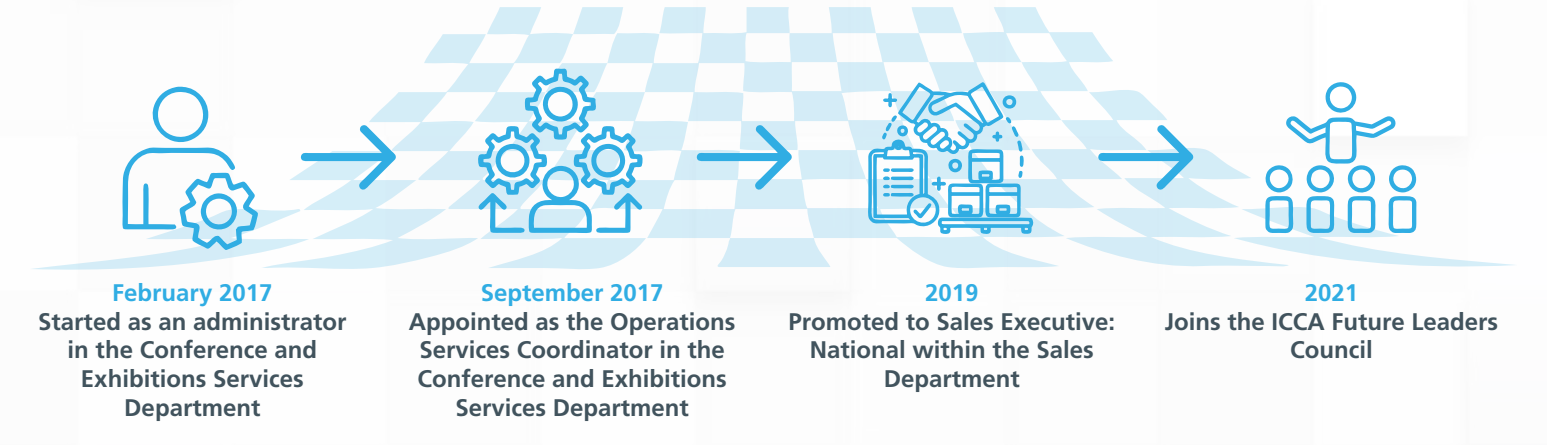 February 2017
Started as an administrator
in the Conference and
Exhibitions Services
Department
September 2017
Appointed as the Operations
Services Coordinator in the
Conference and Exhibitions
Services Department
2019
Promoted to Sales Executive:
National within the Sales
Department
2021
Joins the ICCA Future Leaders
Council